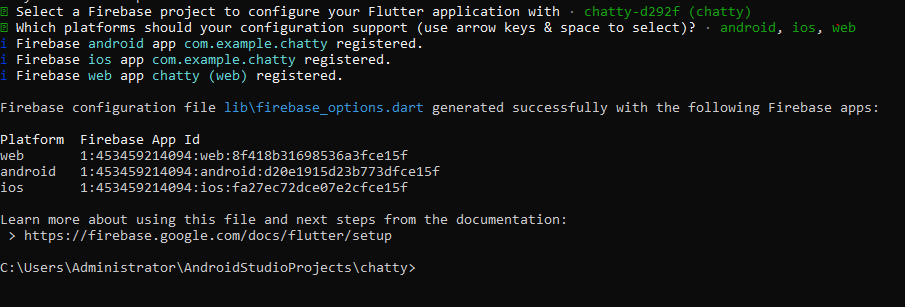 ? Select a Firebase project to configure your Flutter application with · chatty-d292f (chatty)
? Which platforms should your configuration support (use arrow keys & space to select)? · android, ios, web
i Firebase android app com.example.chatty registered.
i Firebase ios app com.example.chatty registered.
i Firebase web app chatty (web) registered.
Firebase configuration file lib\firebase_options.dart generated successfully with the following Firebase apps:
Platform  Firebase App Id
web       1:453459214094:web:8f418b31698536a3fce15f
android   1:453459214094:android:d20e1915d23b773dfce15f
ios       1:453459214094:ios:fa27ec72dce07e2cfce15f
Learn more about using this file and next steps from the documentation:
 > https://firebase.google.com/docs/flutter/setup
C:\Users\Administrator\AndroidStudioProjects\chatty>